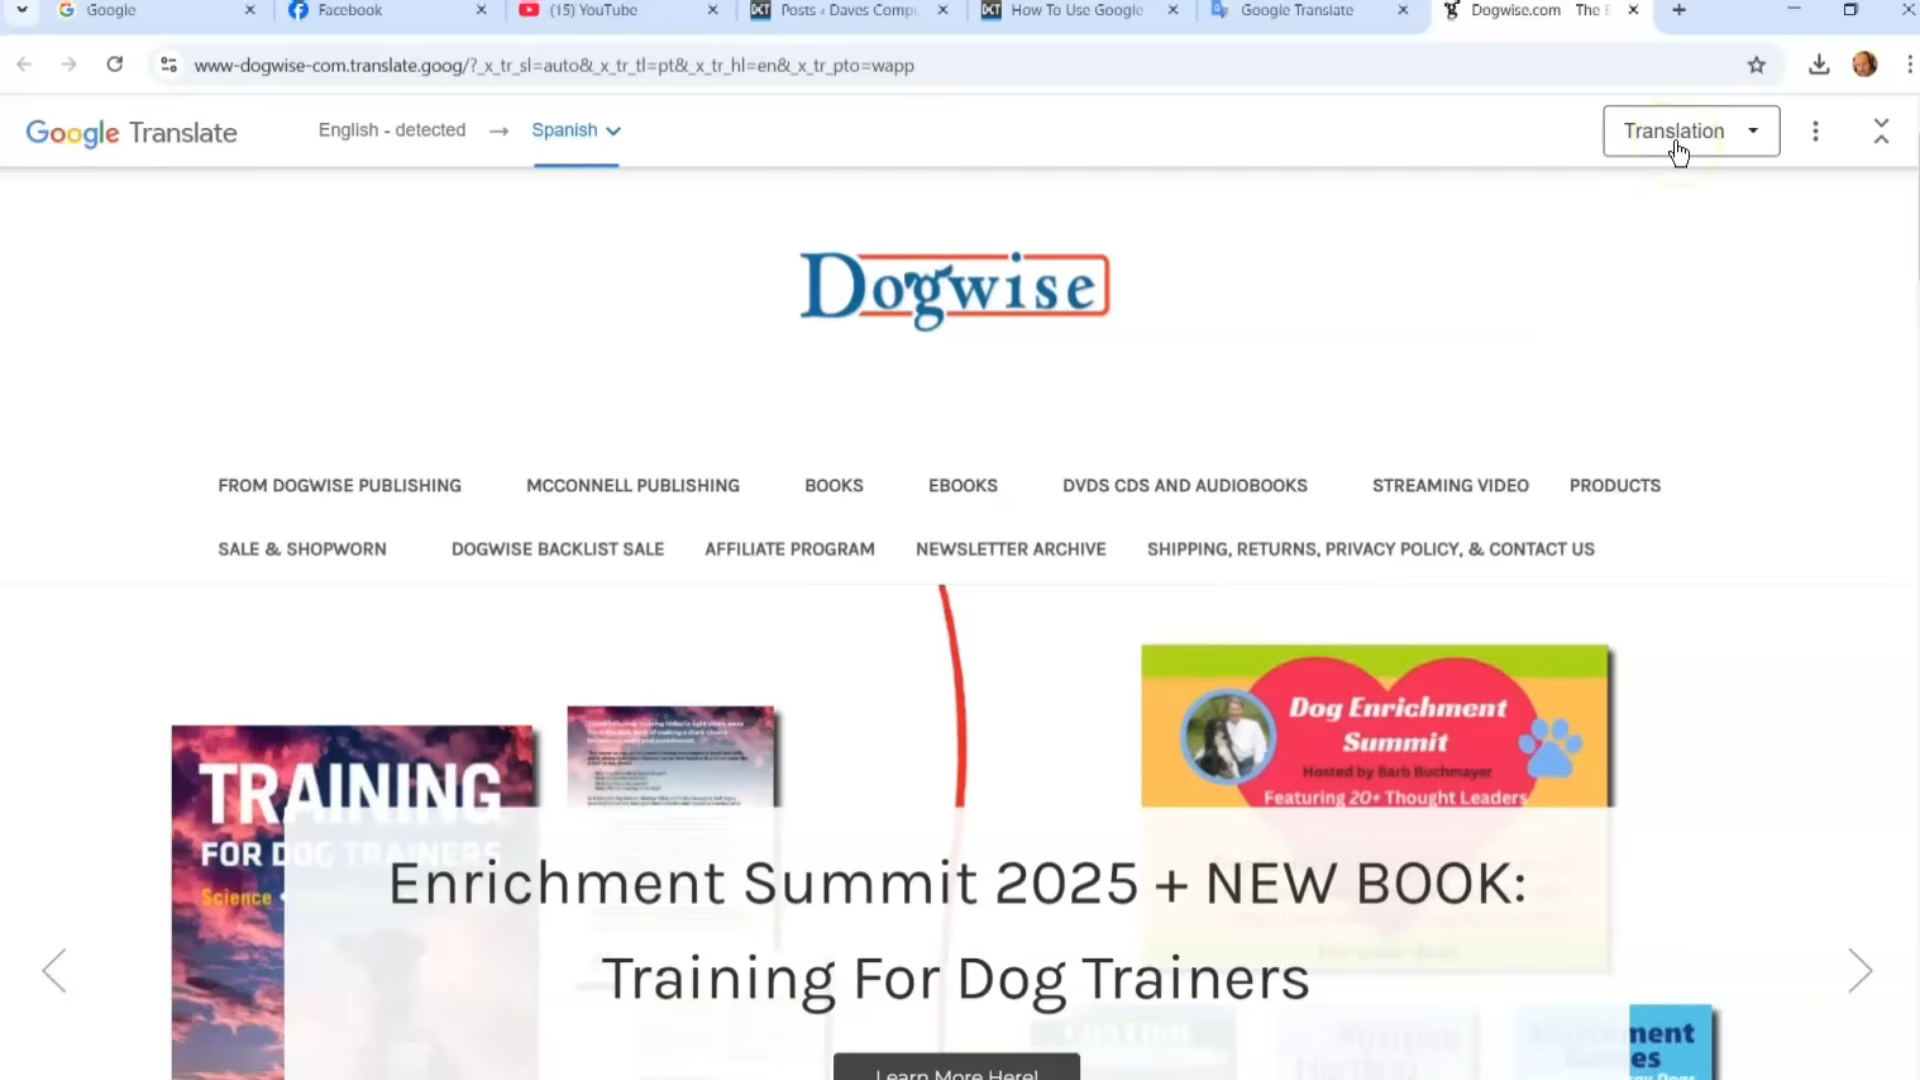 Google Facebook (15) YouTube Posts ‹ Daves Compu How To Use Google Google Translate Dogwise.com The B
www-dogwise-com.translate.goog/?_x_tr_sl=auto&_x_tr_tl=pt&_x_tr_hl=en&_x_tr_pto=wapp
Google Translate English - detected → Spanish Translation
Dogwise
FROM DOGWISE PUBLISHING MCCONNELL PUBLISHING BOOKS EBOOKS DVDS CDS AND AUDIOBOOKS STREAMING VIDEO PRODUCTS
SALE & SHOPWORN DOGWISE BACKLIST SALE AFFILIATE PROGRAM NEWSLETTER ARCHIVE SHIPPING, RETURNS, PRIVACY POLICY, & CONTACT US
Dog Enrichment
Summit
Hosted by Barb Buchmayer
Featuring 20+ Thought Leaders
TRAINING
FOR DOG TRAINERS
Science
Enrichment Summit 2025 + NEW BOOK:
Training For Dog Trainers
Learn More Here!